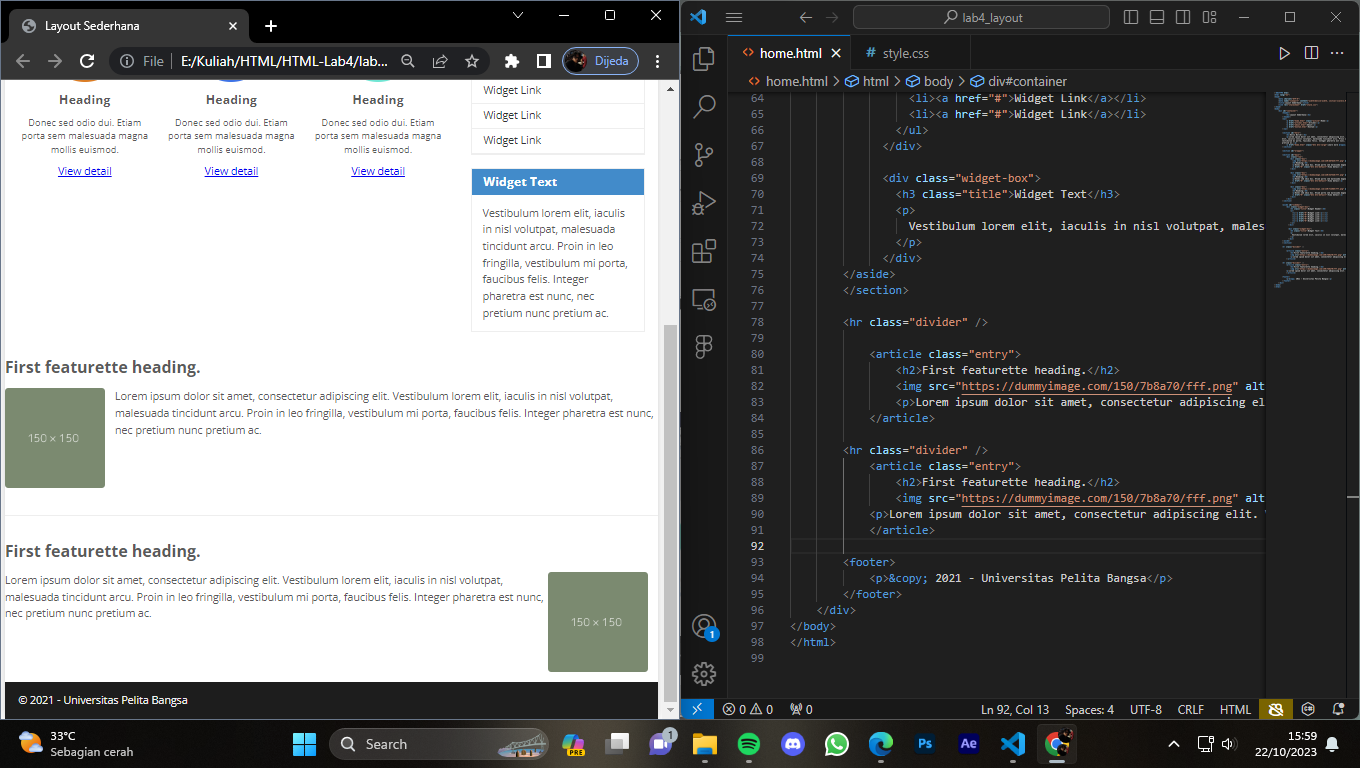 Layout Sederhana
File
E:/Kuliah/HTML/HTML-Lab4/lab...
Dijeda
Heading
Heading
Heading
Donec sed odio dui. Etiam
porta sem malesuada magna
mollis euismod.
Donec sed odio dui. Etiam
porta sem malesuada magna
mollis euismod.
Donec sed odio dui. Etiam
porta sem malesuada magna
mollis euismod.
View detail
View detail
View detail
Widget Link
Widget Link
Widget Link
Widget Text
Vestibulum lorem elit, iaculis
in nisl volutpat, malesuada
tincidunt arcu. Proin in leo
fringilla, vestibulum mi porta,
faucibus felis. Integer
pharetra est nunc, nec
pretium nunc pretium ac.
First featurette heading.
150 × 150
Lorem ipsum dolor sit amet, consectetur adipiscing elit. Vestibulum lorem elit, iaculis in nisl volutpat,
malesuada tincidunt arcu. Proin in leo fringilla, vestibulum mi porta, faucibus felis. Integer pharetra est nunc,
nec pretium nunc pretium ac.
First featurette heading.
Lorem ipsum dolor sit amet, consectetur adipiscing elit. Vestibulum lorem elit, iaculis in nisl volutpat,
malesuada tincidunt arcu. Proin in leo fringilla, vestibulum mi porta, faucibus felis. Integer pharetra est nunc,
nec pretium nunc pretium ac.
150 × 150
© 2021 - Universitas Pelita Bangsa
lab4_layout
home.html
# style.css
home.html > html > body > div#container
64 <li><a href="#">Widget Link</a></li>
65 <li><a href="#">Widget Link</a></li>
66 </ul>
67 </div>
68
69 <div class="widget-box">
70 <h3 class="title">Widget Text</h3>
71 <p>
72 Vestibulum lorem elit, iaculis in nisl volutpat, males
73 </p>
74 </div>
75 </aside>
76 </section>
77
78 <hr class="divider" />
79
80 <article class="entry">
81 <h2>First featurette heading.</h2>
82 <img src="https://dummyimage.com/150/7b8a70/fff.png" alt
83 <p>Lorem ipsum dolor sit amet, consectetur adipiscing el
84 </article>
85
86 <hr class="divider" />
87 <article class="entry">
88 <h2>First featurette heading.</h2>
89 <img src="https://dummyimage.com/150/7b8a70/fff.png" alt
90 <p>Lorem ipsum dolor sit amet, consectetur adipiscing elit.
91 </article>
92
93 <footer>
94 <p>&copy; 2021 - Universitas Pelita Bangsa</p>
95 </footer>
96 </div>
97 </body>
98 </html>
99
1
0 0 0
Ln 92, Col 13
Spaces: 4
UTF-8
CRLF
HTML
33°C
Sebagian cerah
Search
PRE
1
Ps
Ae
15:59
22/10/2023